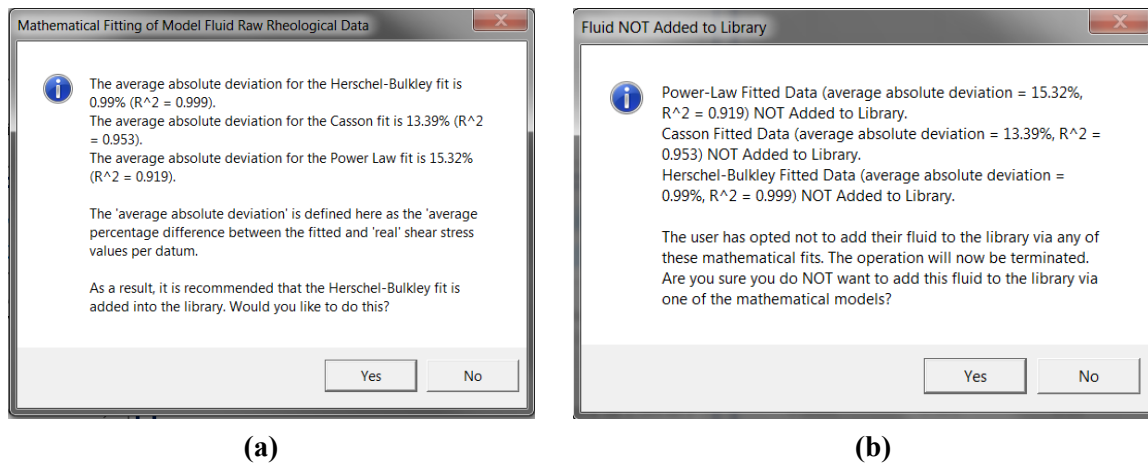 Mathematical Fitting of Model Fluid Raw Rheological Data
The average absolute deviation for the Herschel-Bulkley fit is
0.99% (R^2 = 0.999).
The average absolute deviation for the Casson fit is 13.39% (R^2
= 0.953).
The average absolute deviation for the Power Law fit is 15.32%
(R^2 = 0.919).
The 'average absolute deviation' is defined here as the 'average
percentage difference between the fitted and 'real' shear stress
values per datum.
As a result, it is recommended that the Herschel-Bulkley fit is
added into the library. Would you like to do this?
Yes
No
(a)
Fluid NOT Added to Library
Power-Law Fitted Data (average absolute deviation = 15.32%,
R^2 = 0.919) NOT Added to Library.
Casson Fitted Data (average absolute deviation = 13.39%, R^2 =
0.953) NOT Added to Library.
Herschel-Bulkley Fitted Data (average absolute deviation =
0.99%, R^2 = 0.999) NOT Added to Library.
The user has opted not to add their fluid to the library via any of
these mathematical fits. The operation will now be terminated.
Are you sure you do NOT want to add this fluid to the library via
one of the mathematical models?
Yes
No
(b)